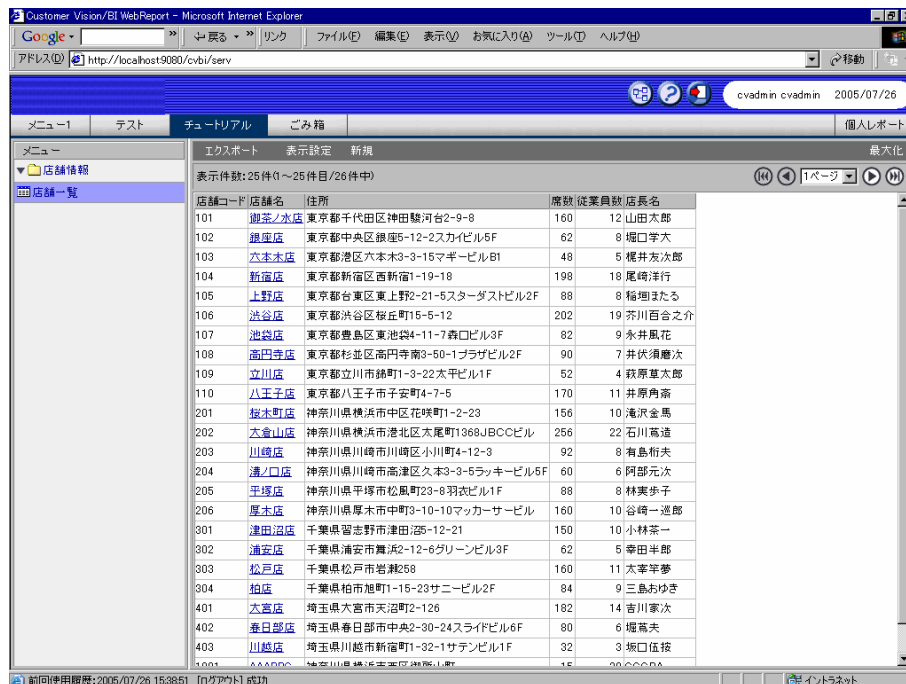 Customer Vision/BI WebReport - Microsoft Internet Explorer
Google 戻る リンク ファイル(F) 編集(E) 表示(V) お気に入り(A) ツール(T) ヘルプ(H)
アドレス(D) http://localhost:9080/cvbi/serv 移動
cvadmin cvadmin 2005/07/26
メニュー1 テスト チュートリアル ごみ箱 個人レポート
メニュー エクスポート 表示設定 新規 最大化
店舗情報
店舗一覧
表示件数:25件(1~25件目/26件中) 1ページ
店舗コード 店舗名 住所 席数 従業員数 店長名
101 御茶ノ水店 東京都千代田区神田駿河台2-9-8 160 12 山田太郎
102 銀座店 東京都中央区銀座5-12-2スカイビル5F 62 8 堀口学大
103 六本木店 東京都港区六本木3-3-15マギービルB1 48 5 梶井友次郎
104 新宿店 東京都新宿区西新宿1-19-18 198 18 尾崎洋行
105 上野店 東京都台東区東上野2-21-5スターダストビル2F 88 8 稲垣ほたる
106 渋谷店 東京都渋谷区桜丘町15-5-12 202 19 芥川百合之介
107 池袋店 東京都豊島区東池袋4-11-7森口ビル3F 82 9 永井風花
108 高円寺店 東京都杉並区高円寺南3-50-1プラザビル2F 90 7 井伏須磨次
109 立川店 東京都立川市錦町1-3-22太平ビル1F 52 4 萩原草太郎
110 八王子店 東京都八王子市子安町4-7-5 170 11 井原角斎
201 桜木町店 神奈川県横浜市中区花咲町1-2-23 156 10 滝沢金馬
202 大倉山店 神奈川県横浜市港北区太尾町1368JBCCビル 256 22 石川蔦造
203 川崎店 神奈川県川崎市川崎区小川町4-12-3 92 8 有島桁夫
204 溝ノ口店 神奈川県川崎市高津区久本3-3-5ラッキービル5F 60 6 阿部元次
205 平塚店 神奈川県平塚市松風町23-8羽衣ビル1F 88 8 林実歩子
206 厚木店 神奈川県厚木市中町3-10-10マッカーサービル 160 10 谷崎一巡郎
301 津田沼店 千葉県習志野市津田沼5-12-21 150 10 小林茶一
302 浦安店 千葉県浦安市舞浜2-12-6グリーンビル3F 62 5 幸田半郎
303 松戸店 千葉県松戸市岩瀬258 160 11 太宰竿夢
304 柏店 千葉県柏市旭町1-15-23サニービル2F 84 9 三島おゆき
401 大宮店 埼玉県大宮市天沼町2-126 182 14 吉川家次
402 春日部店 埼玉県春日部市中央2-30-24スライドビル6F 80 6 堀蔦夫
403 川越店 埼玉県川越市新宿町1-32-1サテンビル1F 32 3 坂口伍按
前回使用履歴:2005/07/26 15:38:51 [ログアウト] 成功 イントラネット